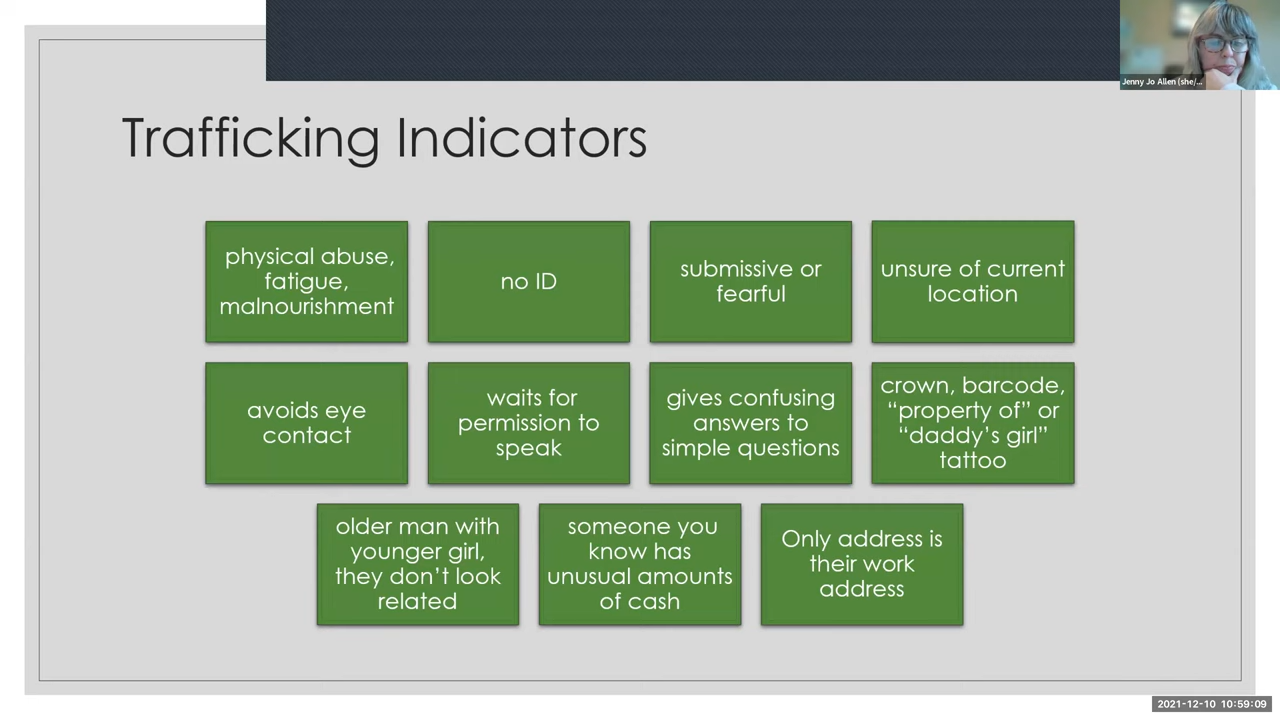 Jenny Jo Allen (she/...
Trafficking Indicators
physical abuse,
fatigue,
malnourishment
no ID
submissive or
fearful
unsure of current
location
avoids eye
contact
waits for
permission to
speak
gives confusing
answers to
simple questions
crown, barcode,
“property of” or
“daddy’s girl”
tattoo
older man with
younger girl,
they don’t look
related
someone you
know has
unusual amounts
of cash
Only address is
their work
address
2021-12-10 10:59:09